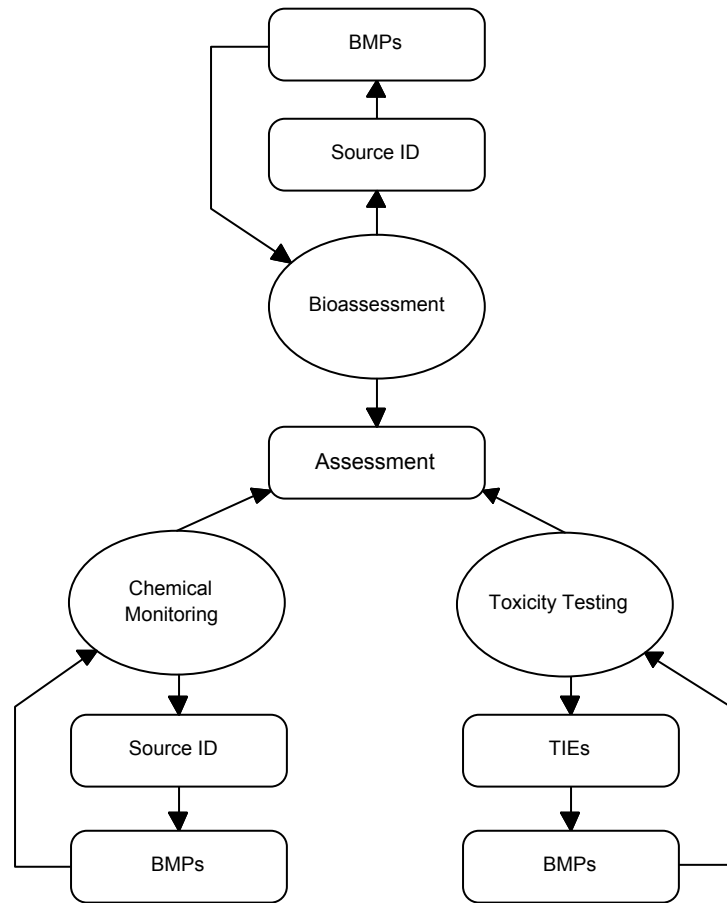 BMPs
Source ID
Bioassessment
Assessment
Chemical
Monitoring
Toxicity Testing
Source ID
TIEs
BMPs
BMPs